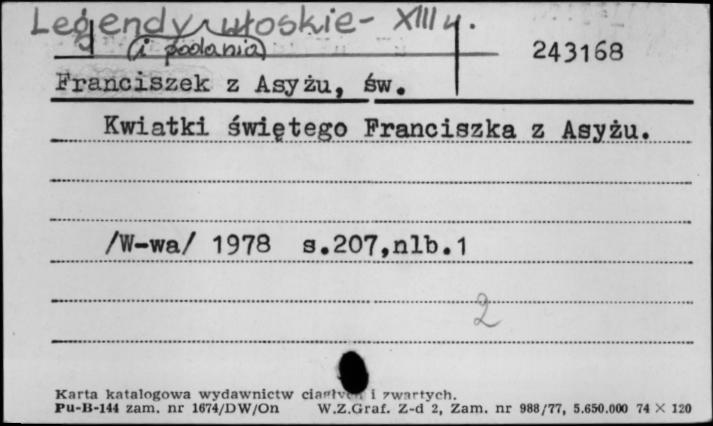 Legendy włoskie - XIII w.
(i podania)
243168
Franciszek z Asyżu, św.
Kwiatki świętego Franciszka z Asyżu.
/W-wa/ 1978 s.207,nlb.1
2
Karta katalogowa wydawnictw ciągłych i zwartych.
Pu-B-144 zam. nr 1674/DW/On W.Z.Graf. Z-d 2, Zam. nr 988/77, 5.650.000 74 × 120